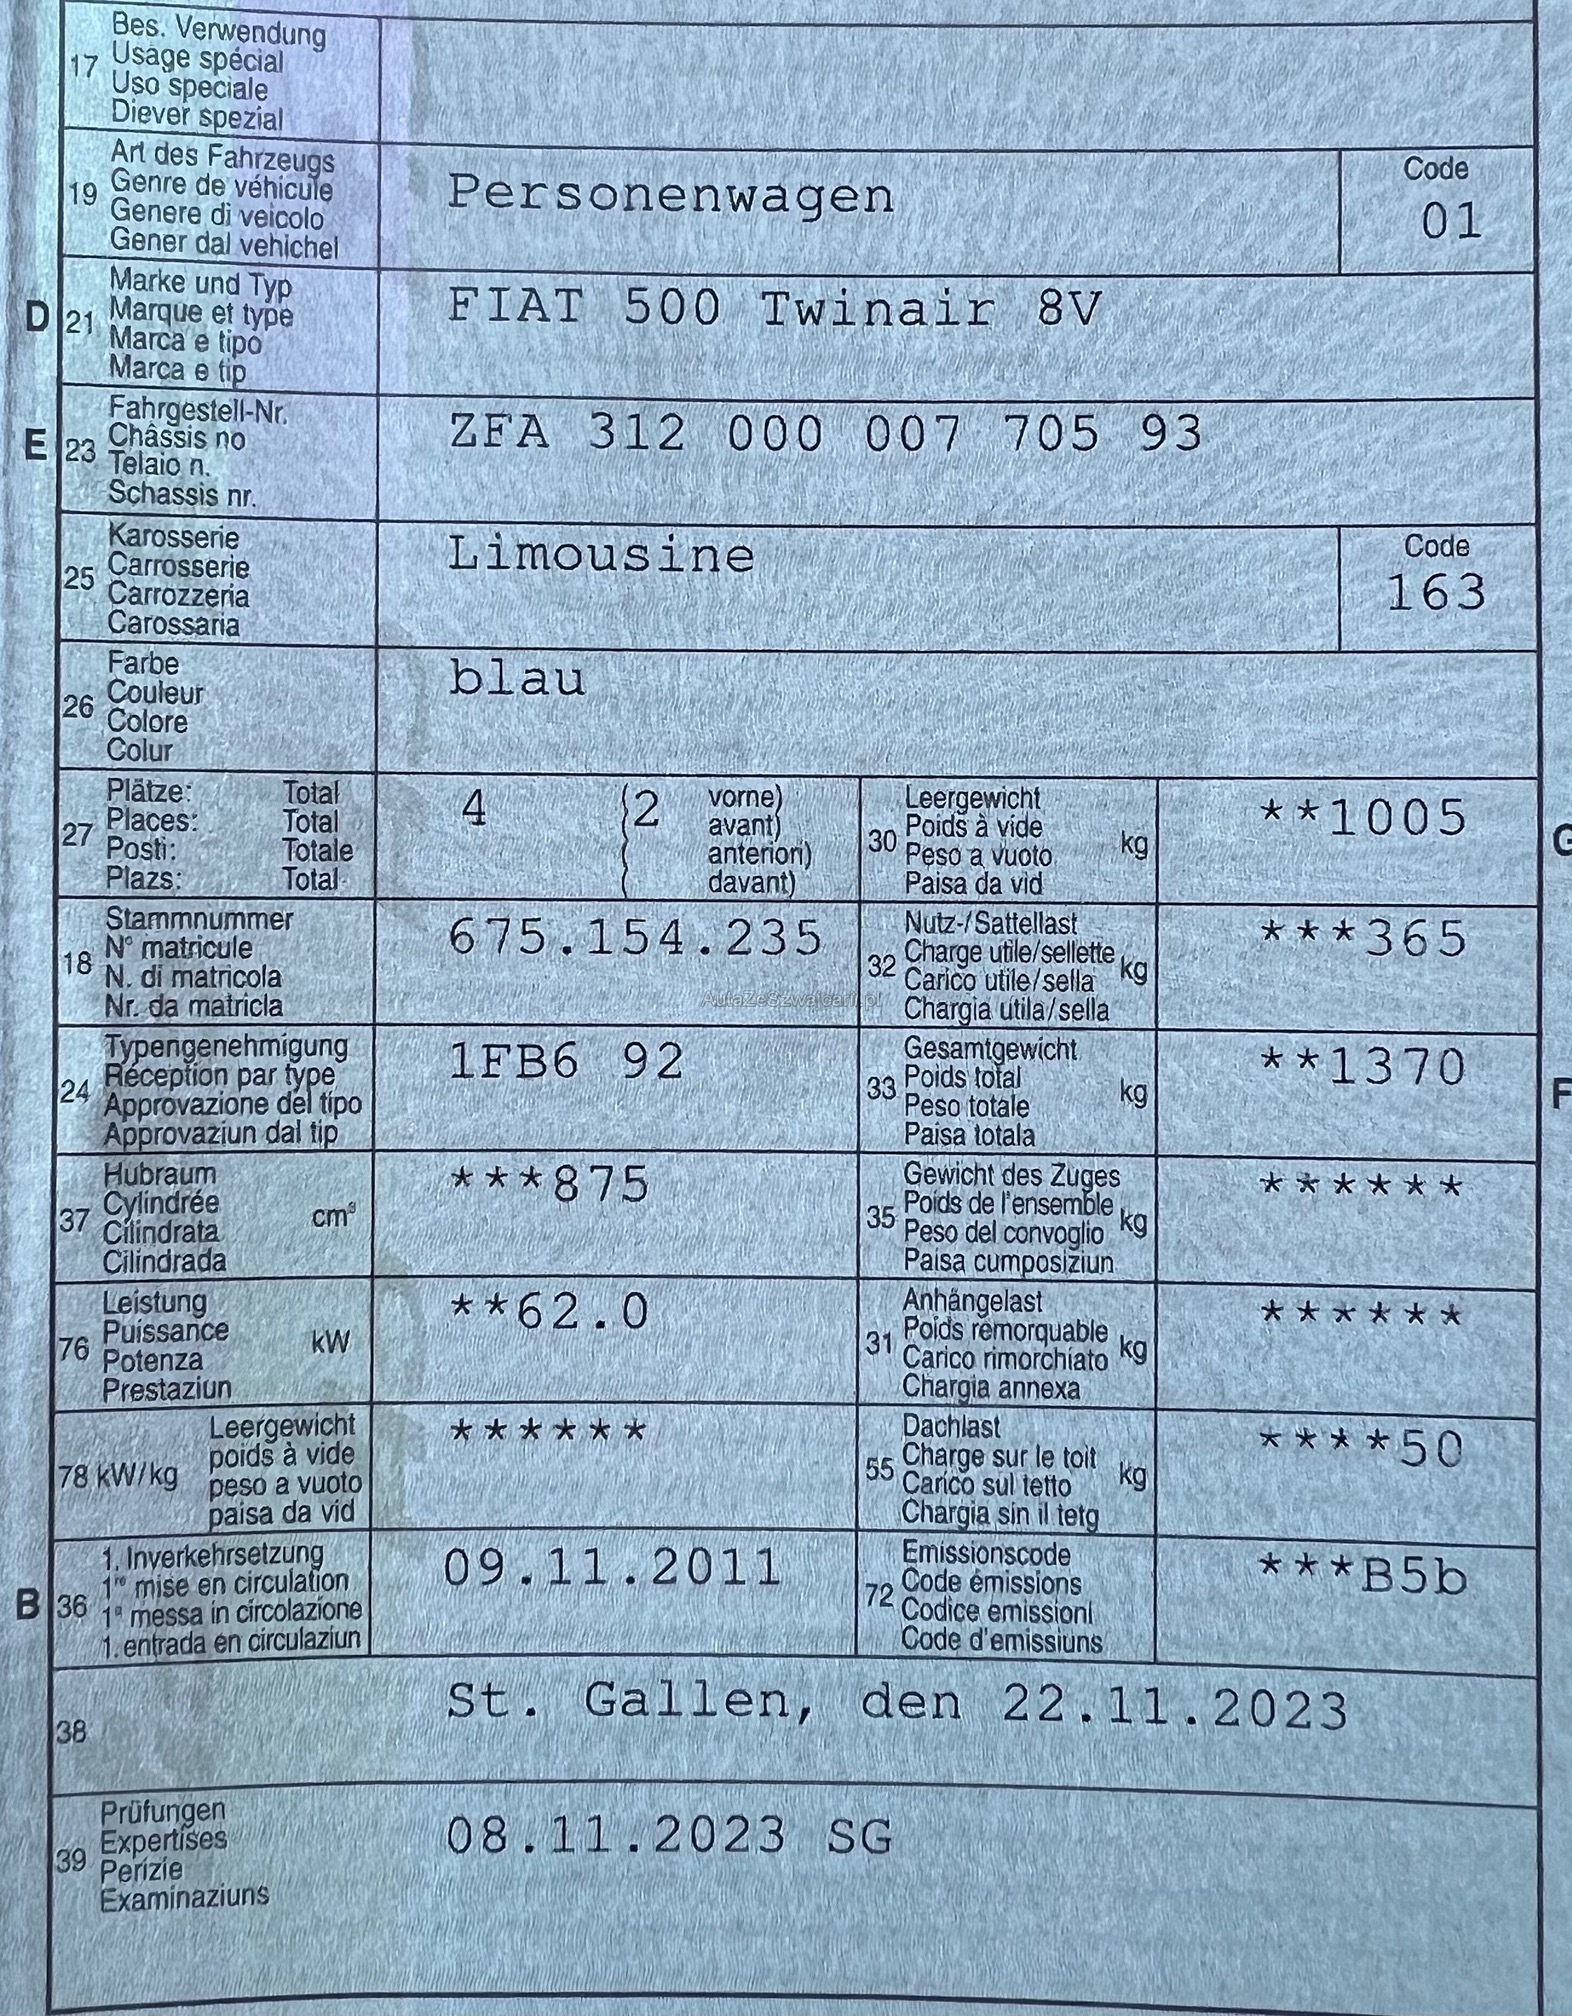 17 Bes. Verwendung
Usage spécial
Uso speciale
Diever spezial
19 Art des Fahrzeugs
Genre de véhicule
Genere di veicolo
Gener dal vehichel
Personenwagen
Code
01
D 21 Marke und Typ
Marque et type
Marca e tipo
Marca e tip
FIAT 500 Twinair 8V
E 23 Fahrgestell-Nr.
Châssis no
Telaio n.
Schassis nr.
ZFA 312 000 007 705 93
25 Karosserie
Carrosserie
Carrozzeria
Carossaria
Limousine
Code
163
26 Farbe
Couleur
Colore
Colur
blau
27 Plätze: Total
Places: Total
Posti: Totale
Plazs: Total
4 (2 vorne)
( avant)
( anteriori)
( davant)
30 Leergewicht
Poids à vide
Peso a vuoto
Paisa da vid
kg
**1005
G
18 Stammnummer
N° matricule
N. di matricola
Nr. da matricla
675.154.235
32 Nutz-/Sattellast
Charge utile/sellette
Carico utile/sella
Chargia utila/sella
kg
***365
AutaZeSzwajcarii.pl
24 Typengenehmigung
Réception par type
Approvazione del tipo
Approvaziun dal tip
1FB6 92
33 Gesamtgewicht
Poids total
Peso totale
Paisa totala
kg
**1370
F
37 Hubraum
Cylindrée
Cilindrata
Cilindrada
cm³
***875
35 Gewicht des Zuges
Poids de l'ensemble
Peso del convoglio
Paisa cumposiziun
kg
******
76 Leistung
Puissance
Potenza
Prestaziun
kW
**62.0
31 Anhängelast
Poids remorquable
Carico rimorchiato
Chargia annexa
kg
******
78 kW/kg
Leergewicht
poids à vide
peso a vuoto
paisa da vid
******
55 Dachlast
Charge sur le toit
Carico sul tetto
Chargia sin il tetg
kg
****50
B 36 1. Inverkehrsetzung
1re mise en circulation
1a messa in circolazione
1. entrada en circulaziun
09.11.2011
72 Emissionscode
Code émissions
Codice emissioni
Code d'emissiuns
***B5b
38
St. Gallen, den 22.11.2023
39 Prüfungen
Expertises
Perizie
Examinaziuns
08.11.2023 SG